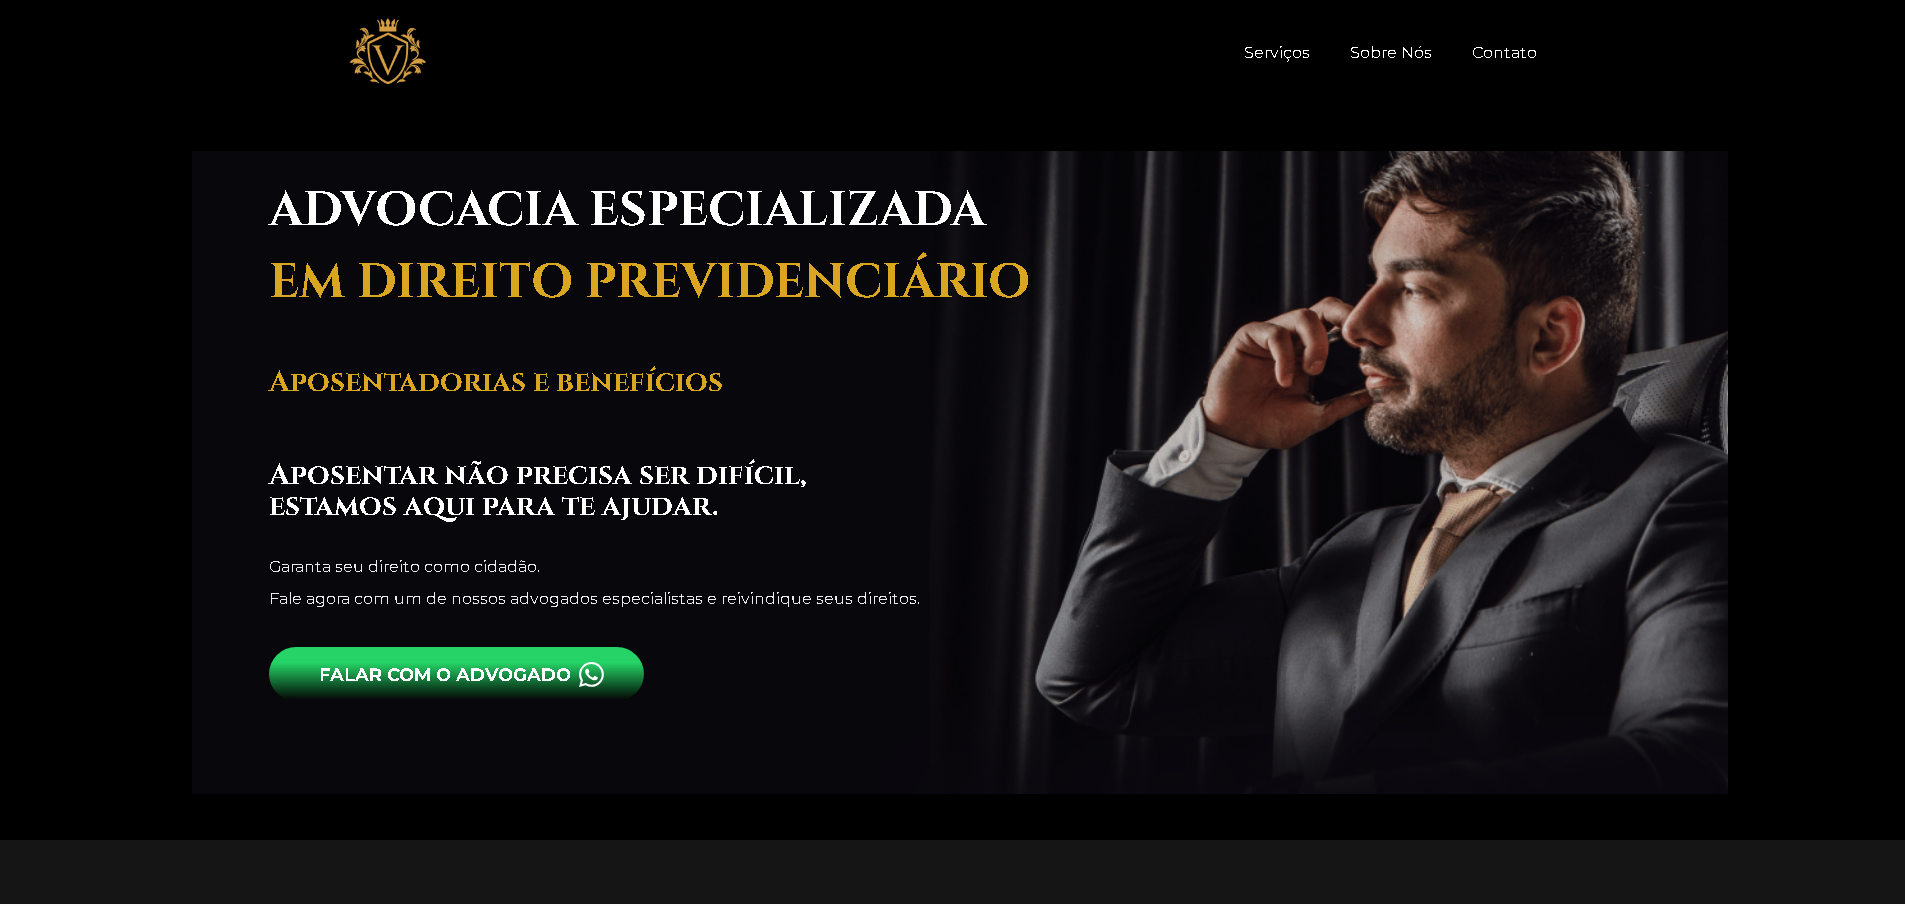 V
Serviços
Sobre Nós
Contato
ADVOCACIA ESPECIALIZADA
EM DIREITO PREVIDENCIÁRIO
Aposentadorias e benefícios
Aposentar não precisa ser difícil,
estamos aqui para te ajudar.
Garanta seu direito como cidadão.
Fale agora com um de nossos advogados especialistas e reivindique seus direitos.
FALAR COM O ADVOGADO